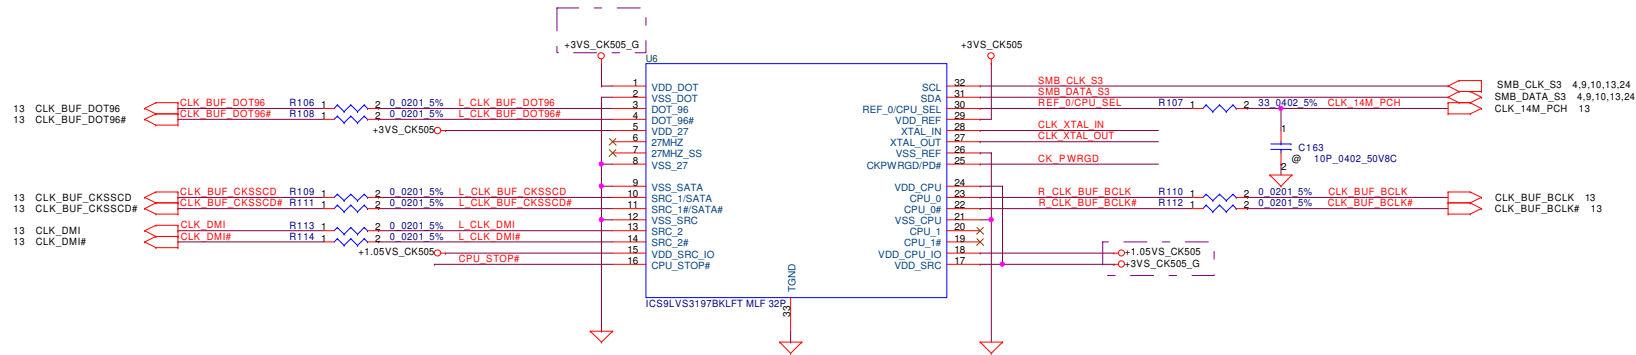 +3VS_CK505_G
+3VS_CK505
U6
1 VDD_DOT
2 VSS_DOT
13 CLK_BUF_DOT96 CLK_BUF_DOT96 R106 1 2 0_0201_5% L_CLK_BUF_DOT96 3 DOT_96
13 CLK_BUF_DOT96# CLK_BUF_DOT96# R108 1 2 0_0201_5% L_CLK_BUF_DOT96# 4 DOT_96#
+3VS_CK505 5 VDD_27
6 27MHZ
7 27MHZ_SS
8 VSS_27
9 VSS_SATA
13 CLK_BUF_CKSSCD CLK_BUF_CKSSCD R109 1 2 0_0201_5% L_CLK_BUF_CKSSCD 10 SRC_1/SATA
13 CLK_BUF_CKSSCD# CLK_BUF_CKSSCD# R111 1 2 0_0201_5% L_CLK_BUF_CKSSCD# 11 SRC_1#/SATA#
12 VSS_SRC
13 CLK_DMI CLK_DMI R113 1 2 0_0201_5% L_CLK_DMI 13 SRC_2
13 CLK_DMI# CLK_DMI# R114 1 2 0_0201_5% L_CLK_DMI# 14 SRC_2#
+1.05VS_CK505 15 VDD_SRC_IO
CPU_STOP# 16 CPU_STOP#
SCL 32 SMB_CLK_S3 SMB_CLK_S3 4,9,10,13,24
SDA 31 SMB_DATA_S3 SMB_DATA_S3 4,9,10,13,24
REF_0/CPU_SEL 30 REF_0/CPU_SEL R107 1 2 33_0402_5% CLK_14M_PCH CLK_14M_PCH 13
VDD_REF 29
XTAL_IN 28 CLK_XTAL_IN
XTAL_OUT 27 CLK_XTAL_OUT
VSS_REF 26
CKPWRGD/PD# 25 CK_PWRGD
1
C163
@ 10P_0402_50V8C
2
VDD_CPU 24
CPU_0 23 R_CLK_BUF_BCLK R110 1 2 0_0201_5% CLK_BUF_BCLK CLK_BUF_BCLK 13
CPU_0# 22 R_CLK_BUF_BCLK# R112 1 2 0_0201_5% CLK_BUF_BCLK# CLK_BUF_BCLK# 13
VSS_CPU 21
CPU_1 20
CPU_1# 19
VDD_CPU_IO 18 +1.05VS_CK505
VDD_SRC 17 +3VS_CK505_G
TGND
33
ICS9LVS3197BKLFT MLF 32P